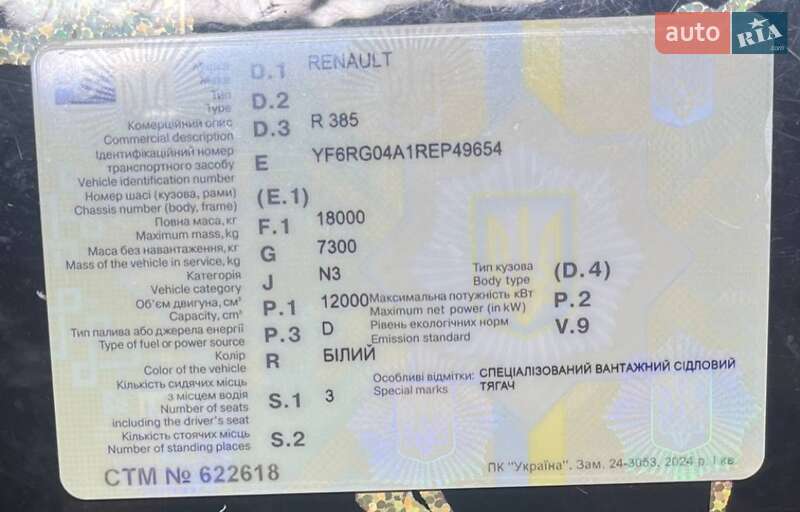 auto RIA .com
Марка
Make
D.1 RENAULT
Тип
Type
D.2
Комерційний опис
Commercial description
D.3 R 385
Ідентифікаційний номер
транспортного засобу
Vehicle identification number
E YF6RG04A1REP49654
Номер шасі (кузова, рами)
Chassis number (body, frame)
(E.1)
Повна маса, кг
Maximum mass, kg
F.1 18000
Маса без навантаження, кг
Mass of the vehicle in service, kg
G 7300
Категорія
Vehicle category
J N3
Тип кузова
Body type
(D.4)
Об'єм двигуна, см³
Capacity, cm³
P.1 12000
Максимальна потужність кВт
Maximum net power (in kW)
P.2
Тип палива або джерела енергії
Type of fuel or power source
P.3 D
Рівень екологічних норм
Emission standard
V.9
Колір
Color of the vehicle
R БІЛИЙ
Кількість сидячих місць
з місцем водія
Number of seats
including the driver's seat
S.1 3
Особливі відмітки: СПЕЦІАЛІЗОВАНИЙ ВАНТАЖНИЙ СІДЛОВИЙ
Special marks ТЯГАЧ
Кількість стоячих місць
Number of standing places
S.2
СТМ № 622618
ПК "Україна". Зам. 24-3053. 2024 р. І кв.